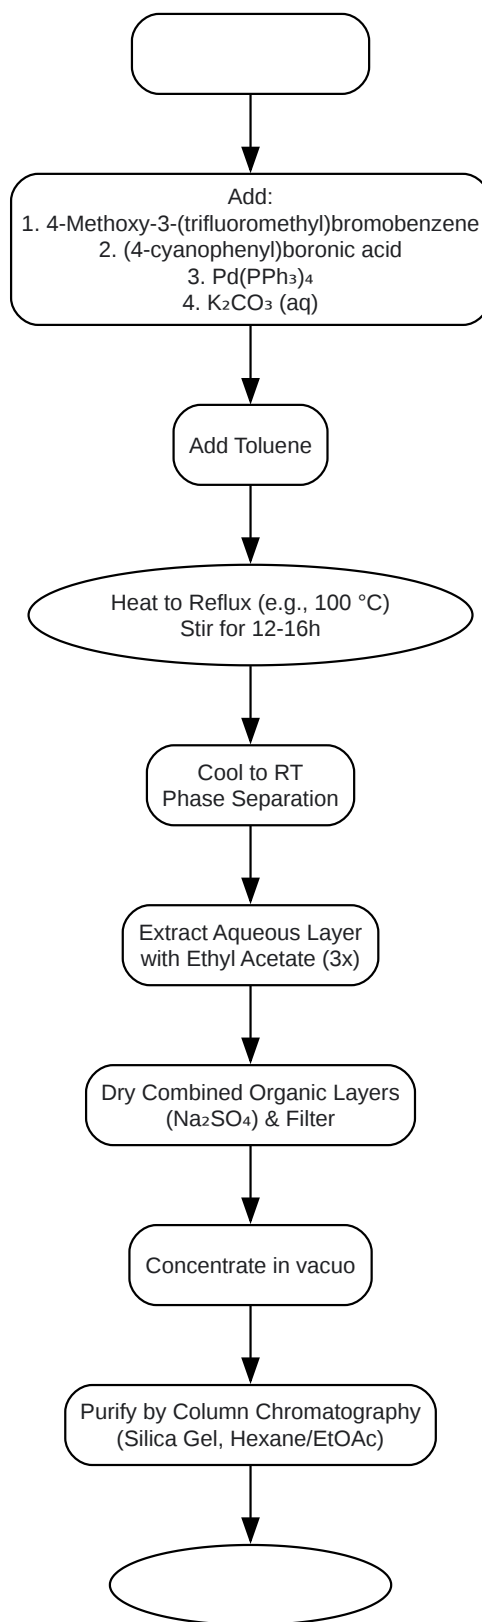 Add:
1. 4-Methoxy-3-(trifluoromethyl)bromobenzene
2. (4-cyanophenyl)boronic acid
3. Pd(PPh₃)₄
4. K₂CO₃ (aq)
Add Toluene
Heat to Reflux (e.g., 100 °C)
Stir for 12-16h
Cool to RT
Phase Separation
Extract Aqueous Layer
with Ethyl Acetate (3x)
Dry Combined Organic Layers
(Na₂SO₄) & Filter
Concentrate in vacuo
Purify by Column Chromatography
(Silica Gel, Hexane/EtOAc)